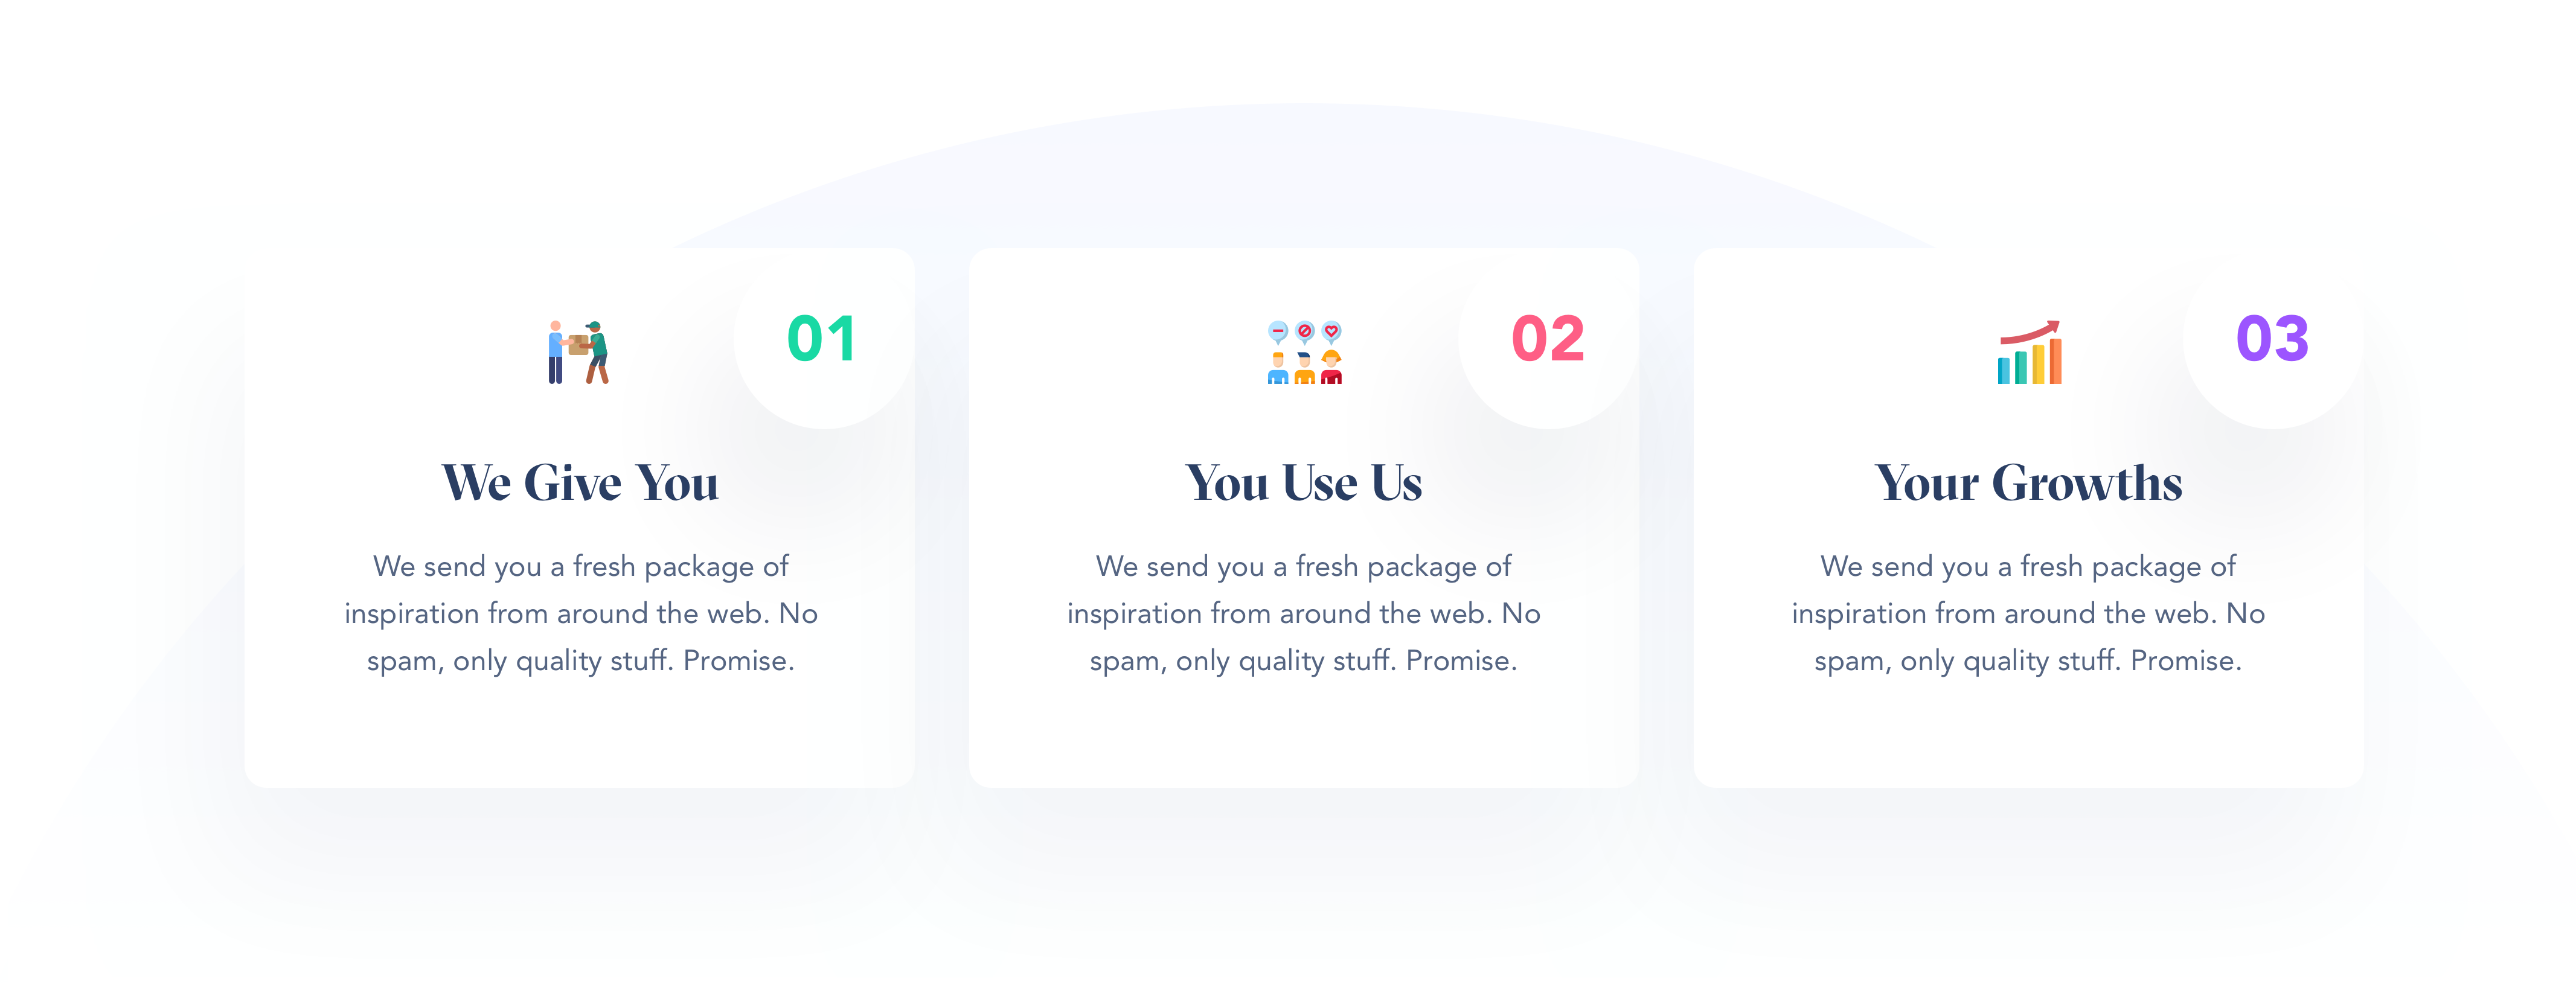 01
We Give You
We send you a fresh package of
inspiration from around the web. No
spam, only quality stuff. Promise.
02
You Use Us
We send you a fresh package of
inspiration from around the web. No
spam, only quality stuff. Promise.
03
Your Growths
We send you a fresh package of
inspiration from around the web. No
spam, only quality stuff. Promise.